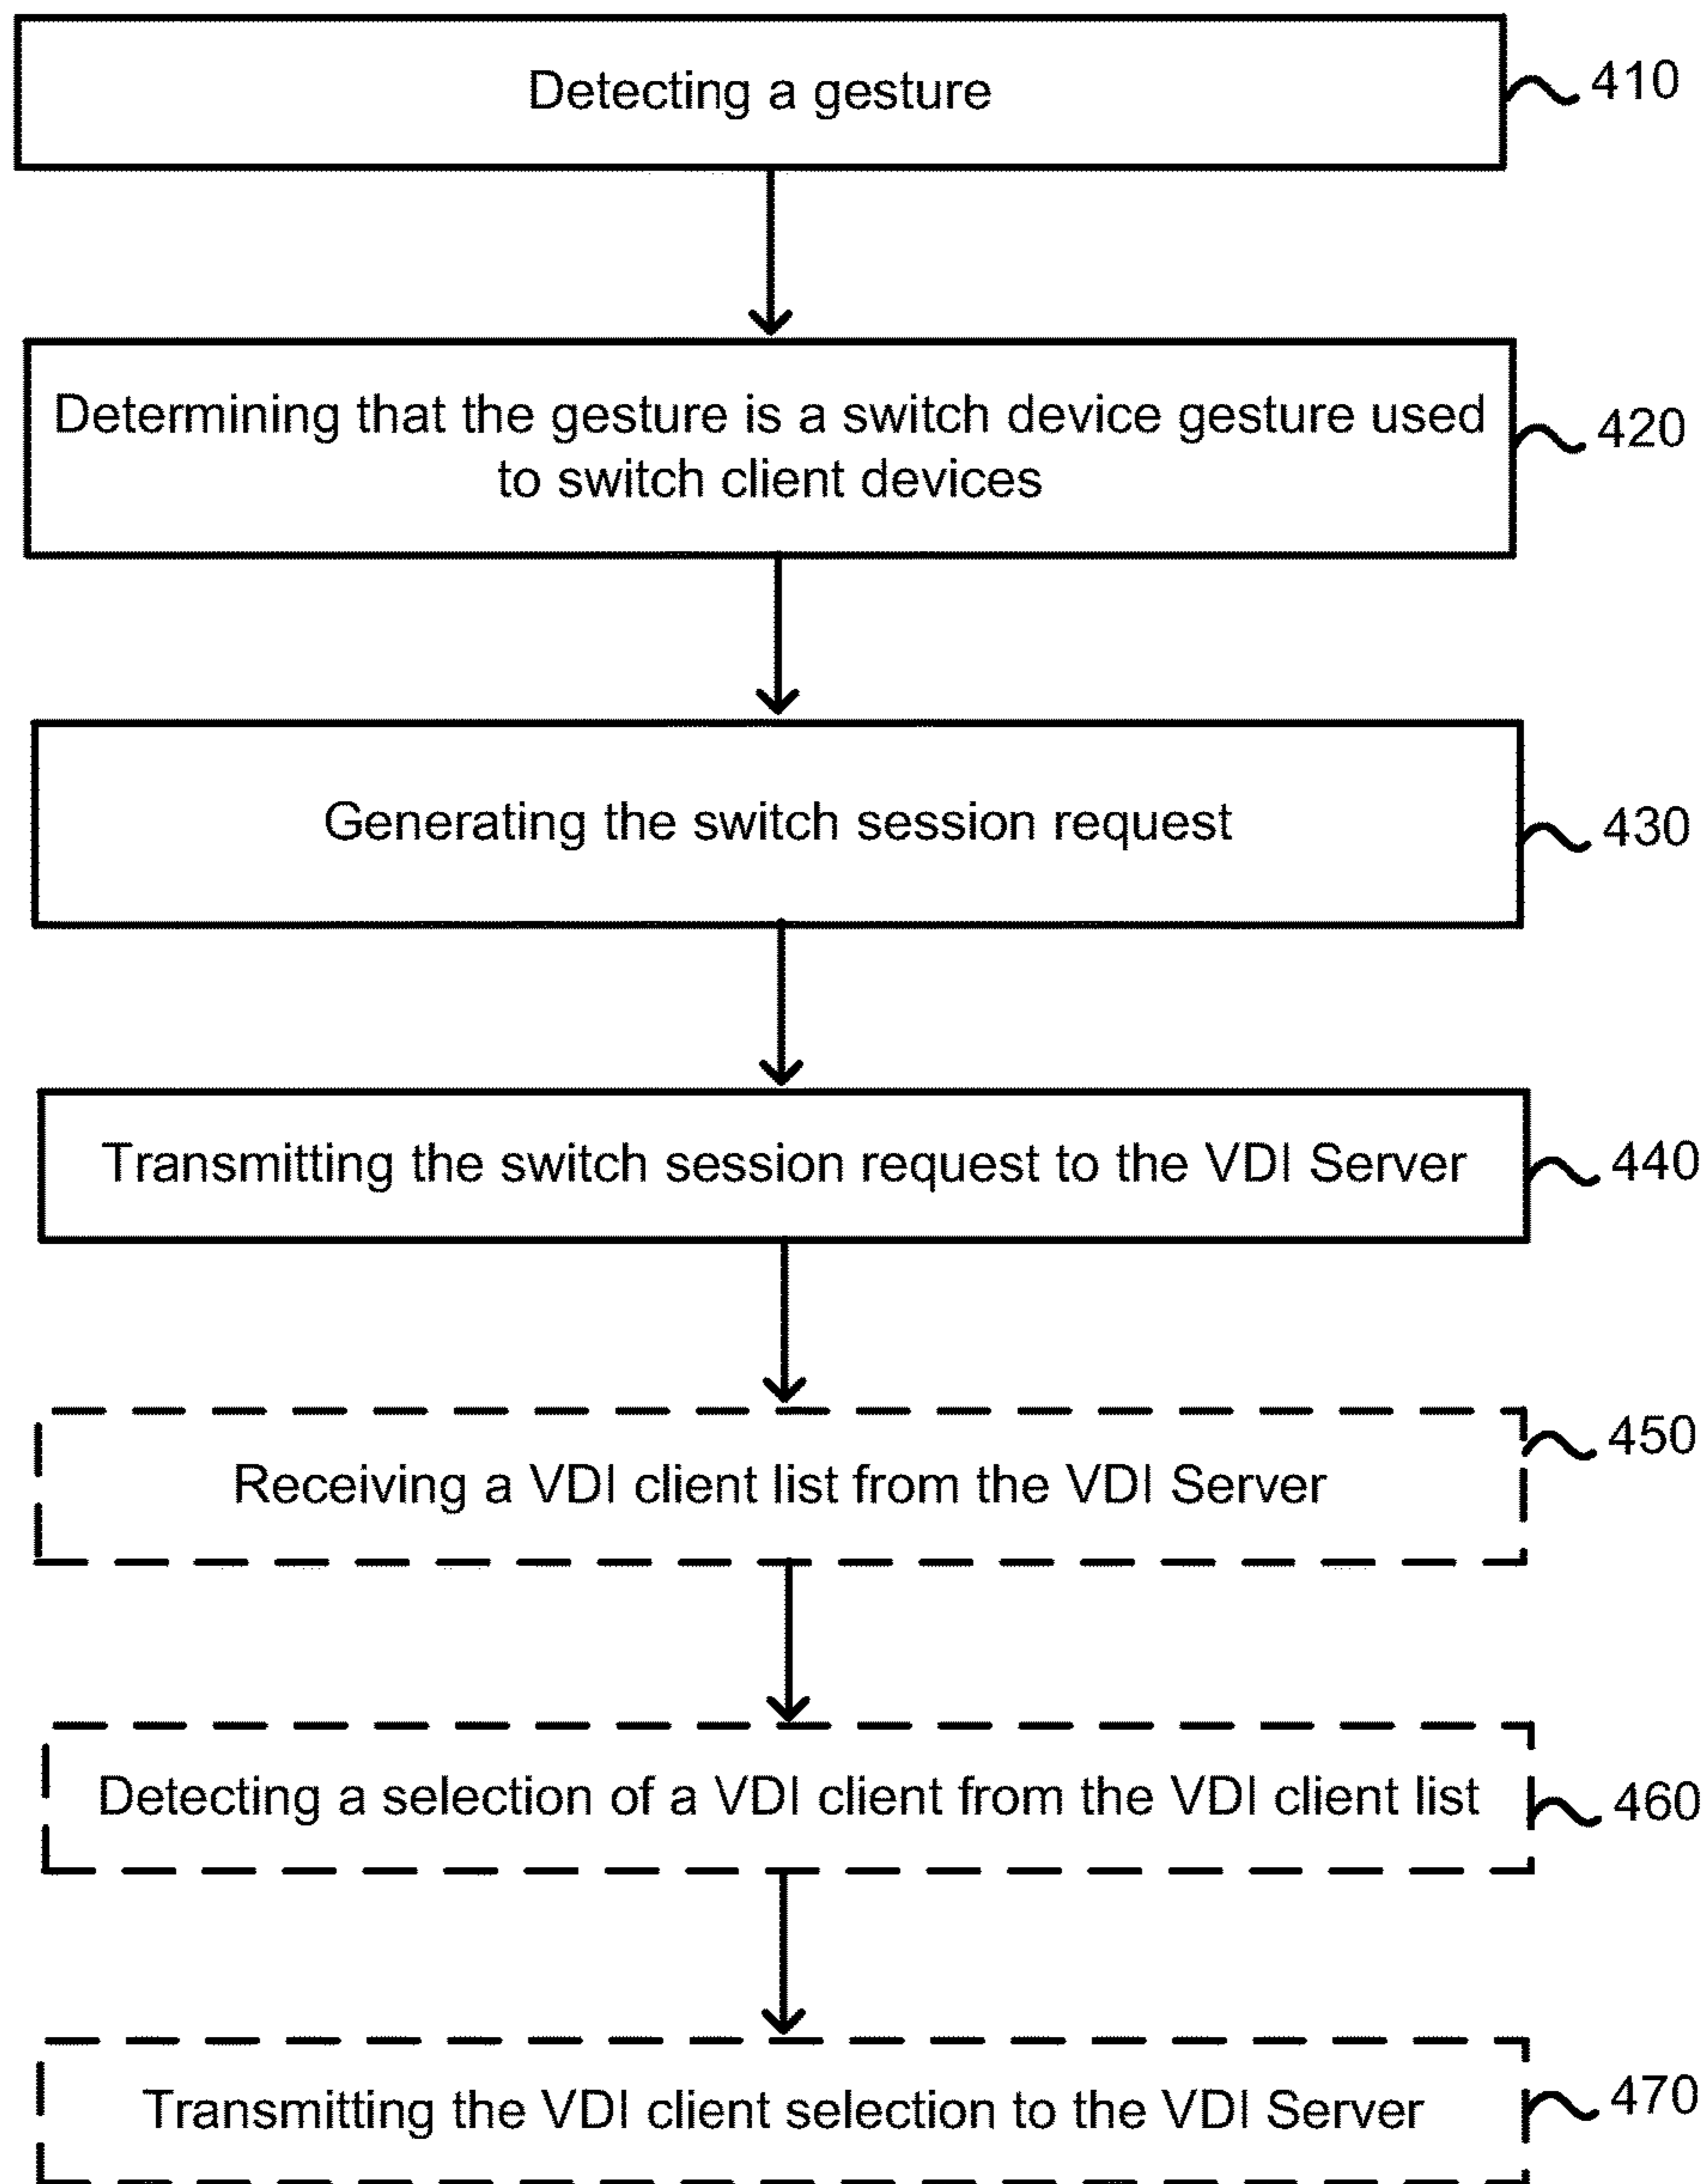 Detecting a gesture
410
Determining that the gesture is a switch device gesture used
to switch client devices
420
Generating the switch session request
430
Transmitting the switch session request to the VDI Server
440
Receiving a VDI client list from the VDI Server
450
Detecting a selection of a VDI client from the VDI client list
460
Transmitting the VDI client selection to the VDI Server
470